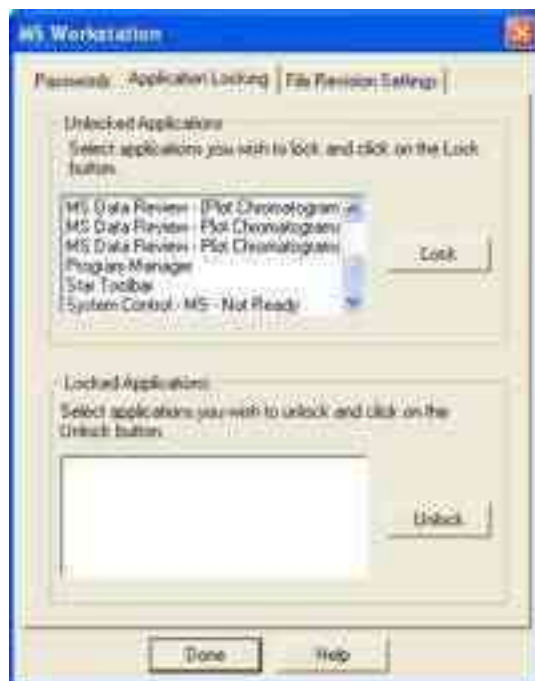 MS Workstation
Passwords Application Locking File Revision Settings
Unlocked Applications
Select applications you wish to lock and click on the Lock
button.
MS Data Review - [Plot Chromatogram
MS Data Review - Plot Chromatograms
MS Data Review - Plot Chromatograms
Program Manager
Star Toolbar
System Control - MS - Not Ready
Lock
Locked Applications
Select applications you wish to unlock and click on the
Unlock button.
Unlock
Done
Help